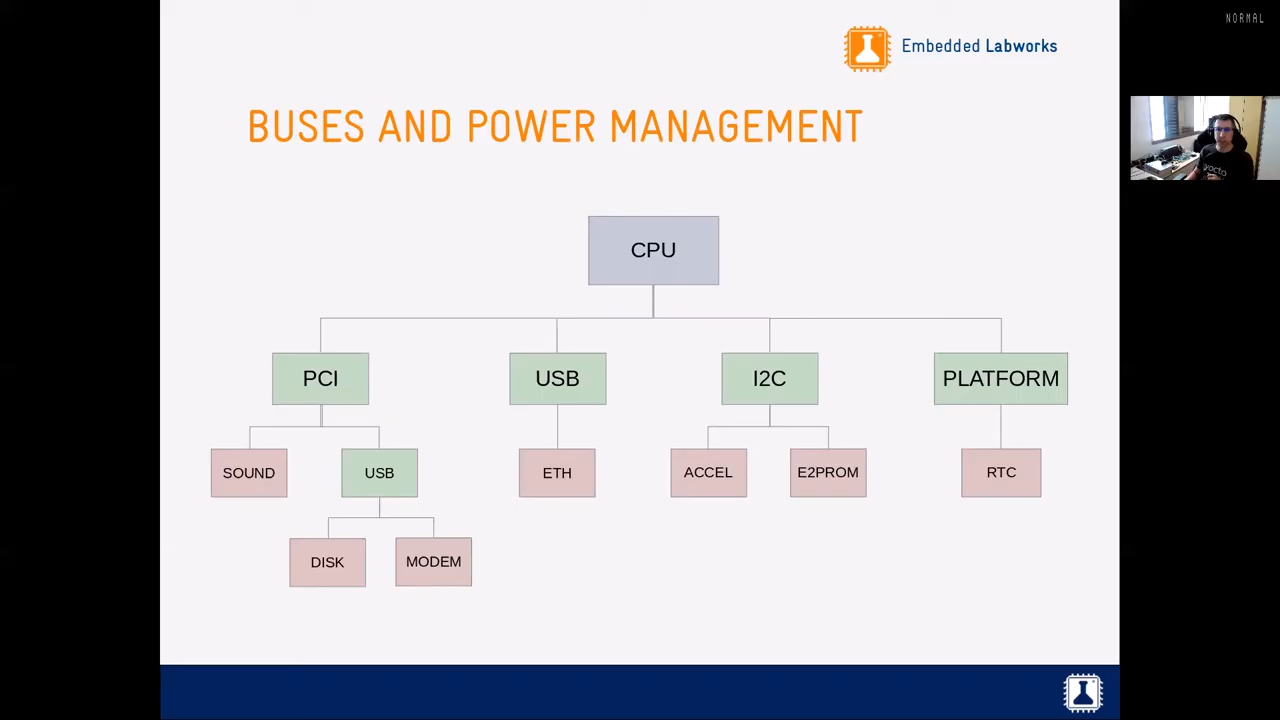 NORMAL
Embedded Labworks
BUSES AND POWER MANAGEMENT
CPU
PCI
USB
I2C
PLATFORM
SOUND
USB
ETH
ACCEL
E2PROM
RTC
DISK
MODEM
yocto